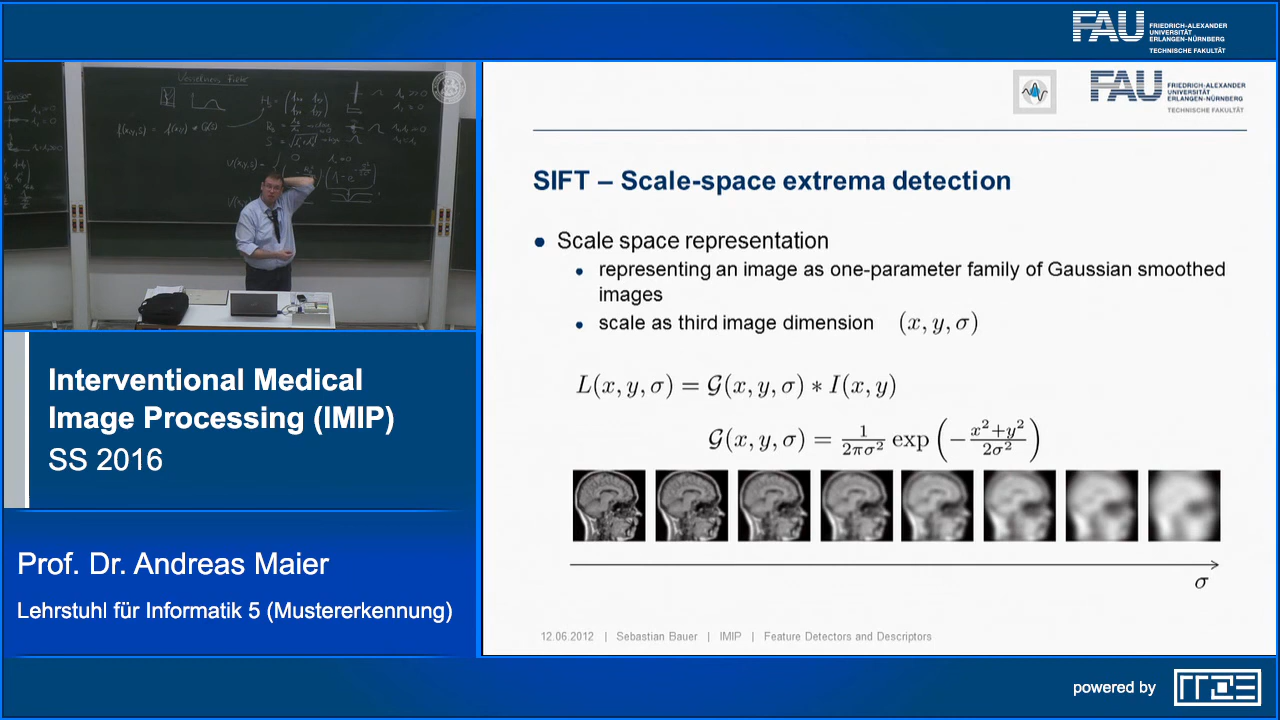 FAU FRIEDRICH-ALEXANDER
UNIVERSITÄT
ERLANGEN-NÜRNBERG
TECHNISCHE FAKULTÄT
FAU FRIEDRICH-ALEXANDER
UNIVERSITÄT
ERLANGEN-NÜRNBERG
TECHNISCHE FAKULTÄT
SIFT – Scale-space extrema detection
• Scale space representation
• representing an image as one-parameter family of Gaussian smoothed
images
• scale as third image dimension (x, y, σ)
L(x, y, σ) = 𝒢(x, y, σ) * I(x, y)
𝒢(x, y, σ) = 1/(2πσ²) exp (−(x²+y²)/(2σ²))
σ
12.06.2012 | Sebastian Bauer | IMIP | Feature Detectors and Descriptors
Interventional Medical
Image Processing (IMIP)
SS 2016
Prof. Dr. Andreas Maier
Lehrstuhl für Informatik 5 (Mustererkennung)
powered by